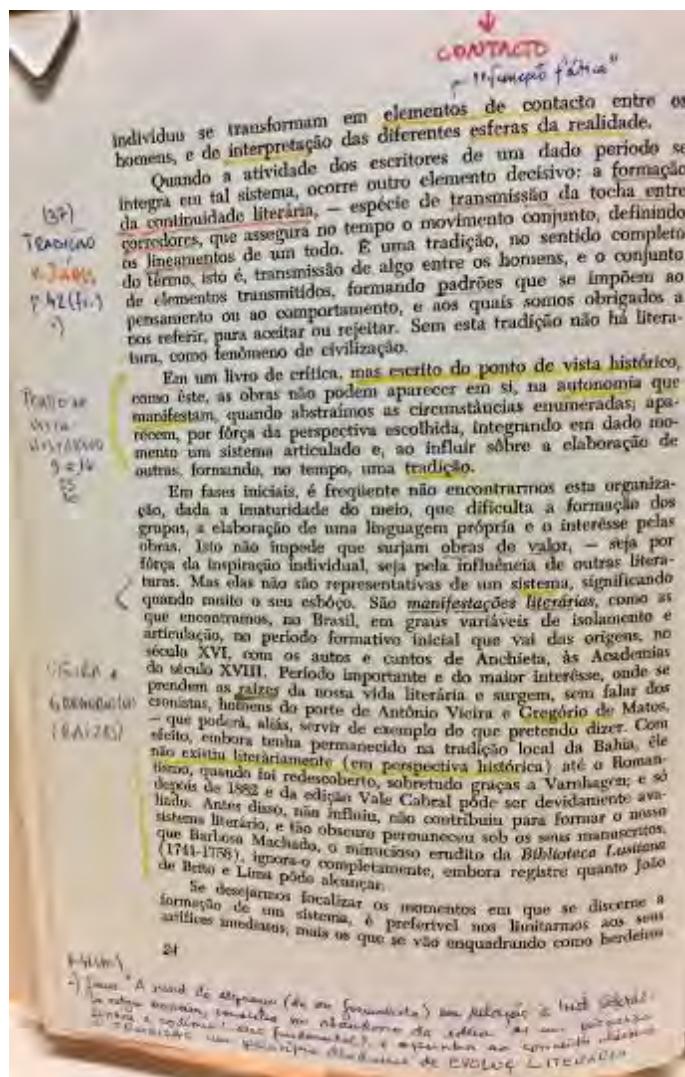 CONTACTO
"função fática"
indivíduo se transformam em elementos de contacto entre os
homens, e de interpretação das diferentes esferas da realidade.
Quando a atividade dos escritores de um dado período se
integra em tal sistema, ocorre outro elemento decisivo: a formação
da continuidade literária, — espécie de transmissão da tocha entre
corredores, que assegura no tempo o movimento conjunto, definindo
os lineamentos de um todo. É uma tradição, no sentido completo
do têrmo, isto é, transmissão de algo entre os homens, e o conjunto
de elementos transmitidos, formando padrões que se impõem ao
pensamento ou ao comportamento, e aos quais somos obrigados a
nos referir, para aceitar ou rejeitar. Sem esta tradição não há litera-
tura, como fenômeno de civilização.
(37)
TRADIÇÃO
p. 42
Em um livro de crítica, mas escrito do ponto de vista histórico,
como êste, as obras não podem aparecer em si, na autonomia que
manifestam, quando abstraímos as circunstâncias enumeradas; apa-
recem, por fôrça da perspectiva escolhida, integrando em dado mo-
mento um sistema articulado e, ao influir sôbre a elaboração de
outras, formando, no tempo, uma tradição.
VISTA
HISTÓRICO
Em fases iniciais, é freqüente não encontrarmos esta organiza-
ção, dada a imaturidade do meio, que dificulta a formação dos
grupos, a elaboração de uma linguagem própria e o interêsse pelas
obras. Isto não impede que surjam obras de valor, — seja por
fôrça da inspiração individual, seja pela influência de outras litera-
turas. Mas elas não são representativas de um sistema, significando
quando muito o seu esbôço. São manifestações literárias, como as
que encontramos, no Brasil, em graus variáveis de isolamento e
articulação, no período formativo inicial que vai das origens, no
século XVI, com os autos e cantos de Anchieta, às Academias
do século XVIII. Período importante e do maior interêsse, onde se
prendem as raízes da nossa vida literária e surgem, sem falar dos
cronistas, homens do porte de Antônio Vieira e Gregório de Matos,
— que poderá, aliás, servir de exemplo do que pretendo dizer. Com
efeito, embora tenha permanecido na tradição local da Bahia, êle
não existiu literàriamente (em perspectiva histórica) até o Roman-
tismo, quando foi redescoberto, sobretudo graças a Varnhagen; e só
depois de 1882 e da edição Vale Cabral pôde ser devidamente ava-
liado. Antes disso, não influiu, não contribuiu para formar o nosso
sistema literário, e tão obscuro permaneceu sob os seus manuscritos,
que Barbosa Machado, o minucioso erudito da Biblioteca Lusitana
(1741-1758), ignora-o completamente, embora registre quanto João
de Brito e Lima pôde alcançar.
(RAÍZES)
Se desejarmos focalizar os momentos em que se discerne a
formação de um sistema, é preferível nos limitarmos aos seus
artífices imediatos, mais os que se vão enquadrando como herdeiros
24